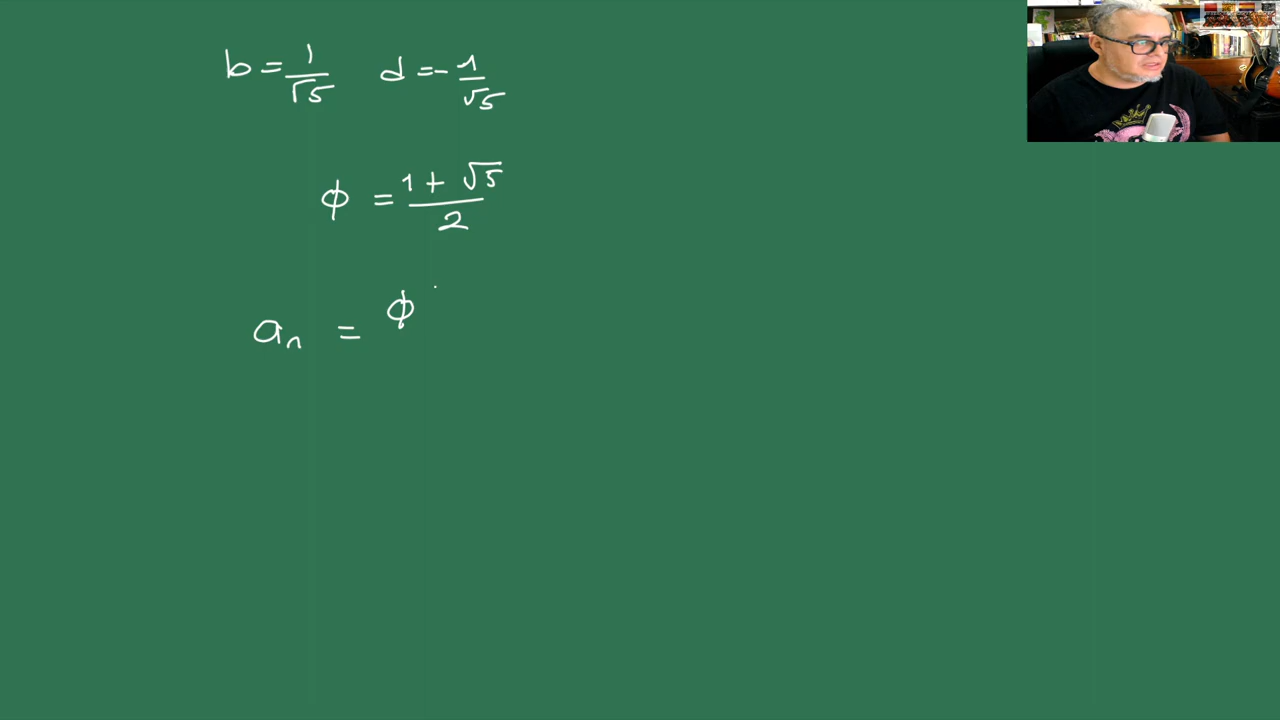 b = 1/√5 d = - 1/√5
ϕ = (1 + √5)/2
aₙ = ϕ